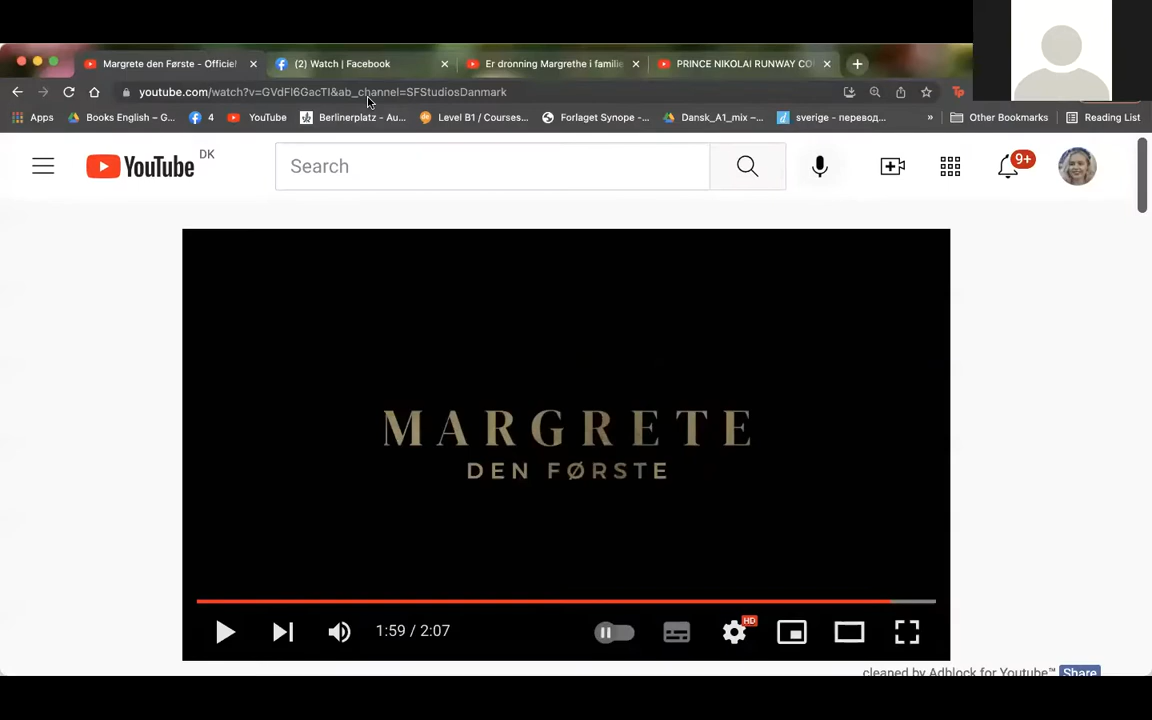 Margrete den Første - Officiel
(2) Watch | Facebook
Er dronning Margrethe i familie
PRINCE NIKOLAI RUNWAY CO
youtube.com/watch?v=GVdFI6GacTI&ab_channel=SFStudiosDanmark
Apps
Books English – G...
4
YouTube
Berlinerplatz - Au...
Level B1 / Courses...
Forlaget Synope -...
Dansk_A1_mix –...
sverige - перевод...
»
Other Bookmarks
Reading List
YouTube
DK
Search
9+
MARGRETE
DEN FØRSTE
1:59 / 2:07
HD
cleaned by Adblock for Youtube™
Share